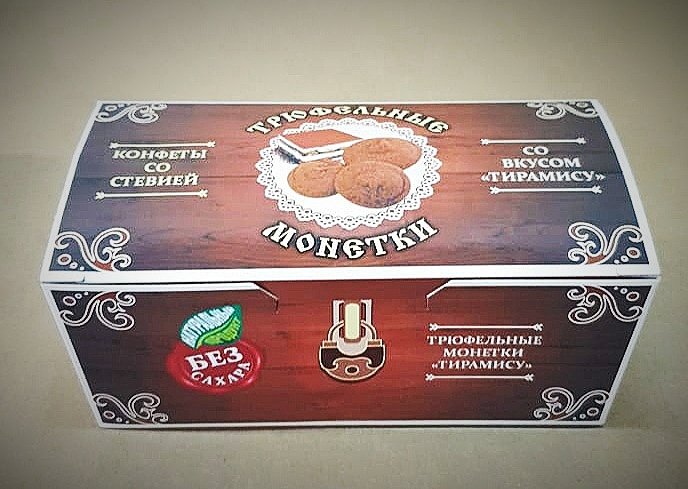 ТРЮФЕЛЬНЫЕ
КОНФЕТЫ
СО
СТЕВИЕЙ
СО
ВКУСОМ
«ТИРАМИСУ»
МОНЕТКИ
БЕЗ
САХАРА
ТРЮФЕЛЬНЫЕ
МОНЕТКИ
«ТИРАМИСУ»